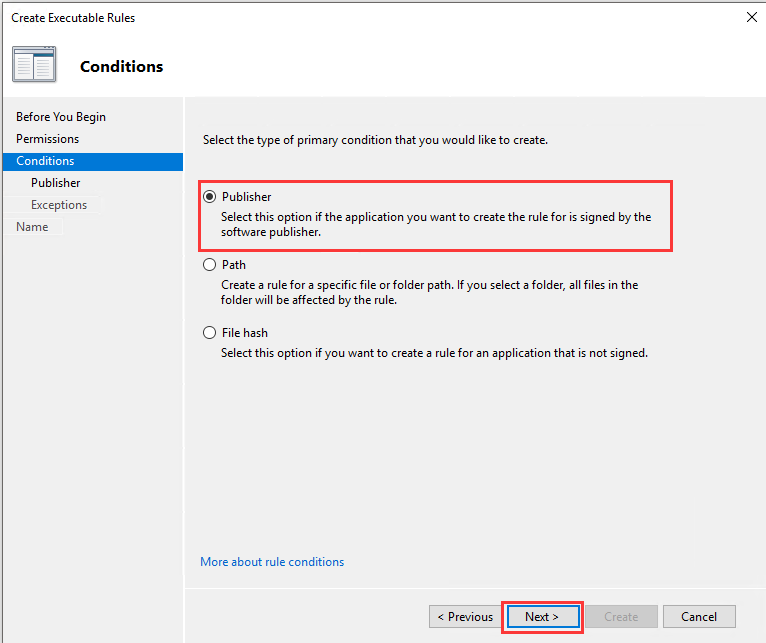 Create Executable Rules
Conditions
Before You Begin
Permissions
Conditions
Publisher
Exceptions
Name
Select the type of primary condition that you would like to create.
Publisher
Select this option if the application you want to create the rule for is signed by the
software publisher.
Path
Create a rule for a specific file or folder path. If you select a folder, all files in the
folder will be affected by the rule.
File hash
Select this option if you want to create a rule for an application that is not signed.
More about rule conditions
< Previous
Next >
Create
Cancel